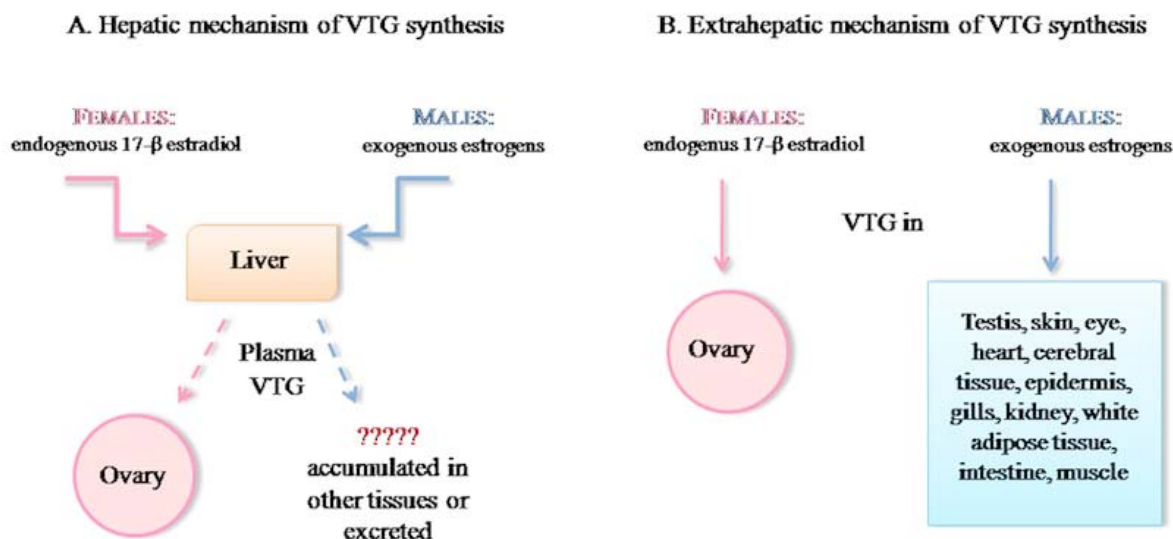 A. Hepatic mechanism of VTG synthesis
FEMALES:
endogenous 17-β estradiol
MALES:
exogenous estrogens
Liver
Plasma
VTG
Ovary
?????
accumulated in
other tissues or
excreted
B. Extrahepatic mechanism of VTG synthesis
FEMALES:
endogenus 17-β estradiol
MALES:
exogenous estrogens
VTG in
Ovary
Testis, skin, eye,
heart, cerebral
tissue, epidermis,
gills, kidney, white
adipose tissue,
intestine, muscle